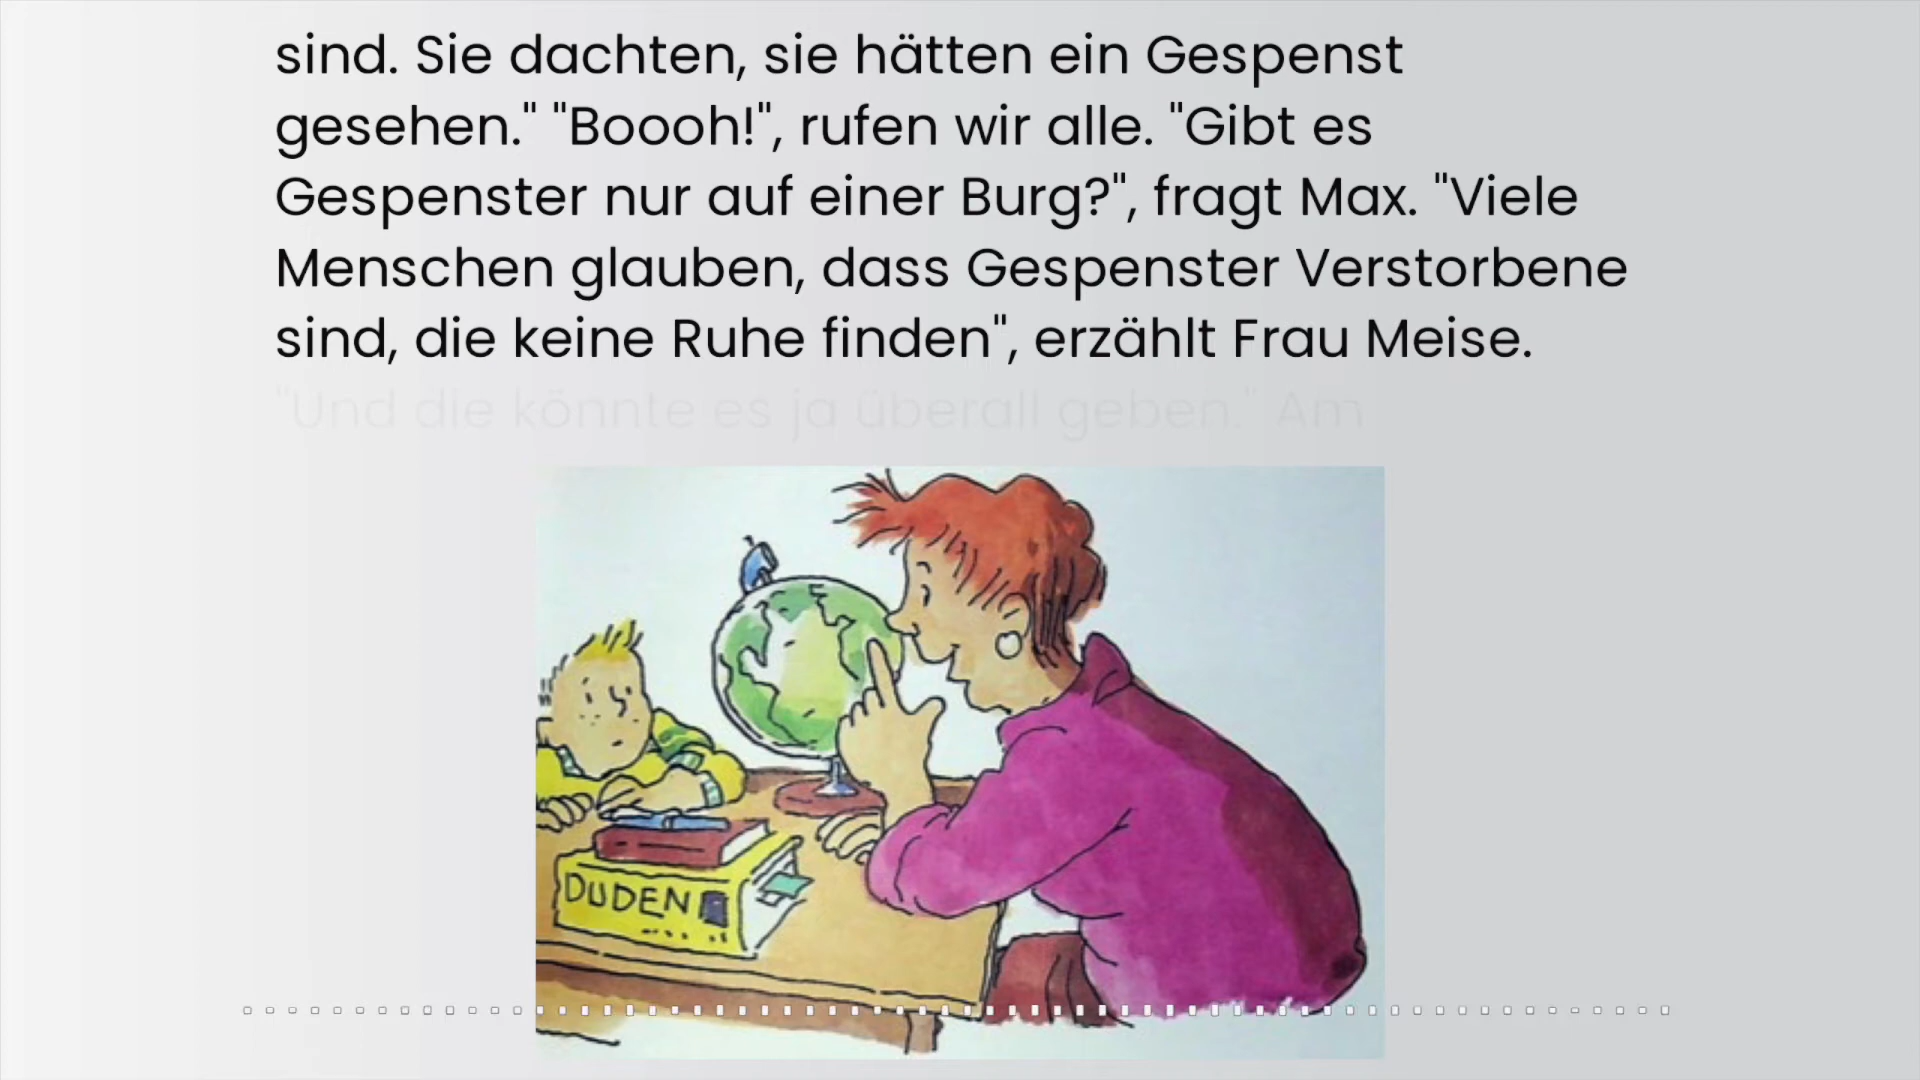 sind. Sie dachten, sie hätten ein Gespenst
gesehen." "Boooh!", rufen wir alle. "Gibt es
Gespenster nur auf einer Burg?", fragt Max. "Viele
Menschen glauben, dass Gespenster Verstorbene
sind, die keine Ruhe finden", erzählt Frau Meise.
"Und die könnte es ja überall geben." Am
DUDEN